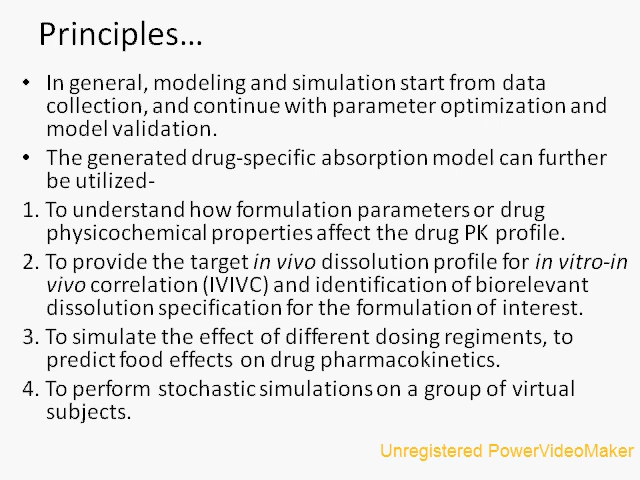 Principles...
• In general, modeling and simulation start from data
collection, and continue with parameter optimization and
model validation.
• The generated drug-specific absorption model can further
be utilized-
1. To understand how formulation parameters or drug
physicochemical properties affect the drug PK profile.
2. To provide the target in vivo dissolution profile for in vitro-in
vivo correlation (IVIVC) and identification of biorelevant
dissolution specification for the formulation of interest.
3. To simulate the effect of different dosing regiments, to
predict food effects on drug pharmacokinetics.
4. To perform stochastic simulations on a group of virtual
subjects.
Unregistered PowerVideoMaker